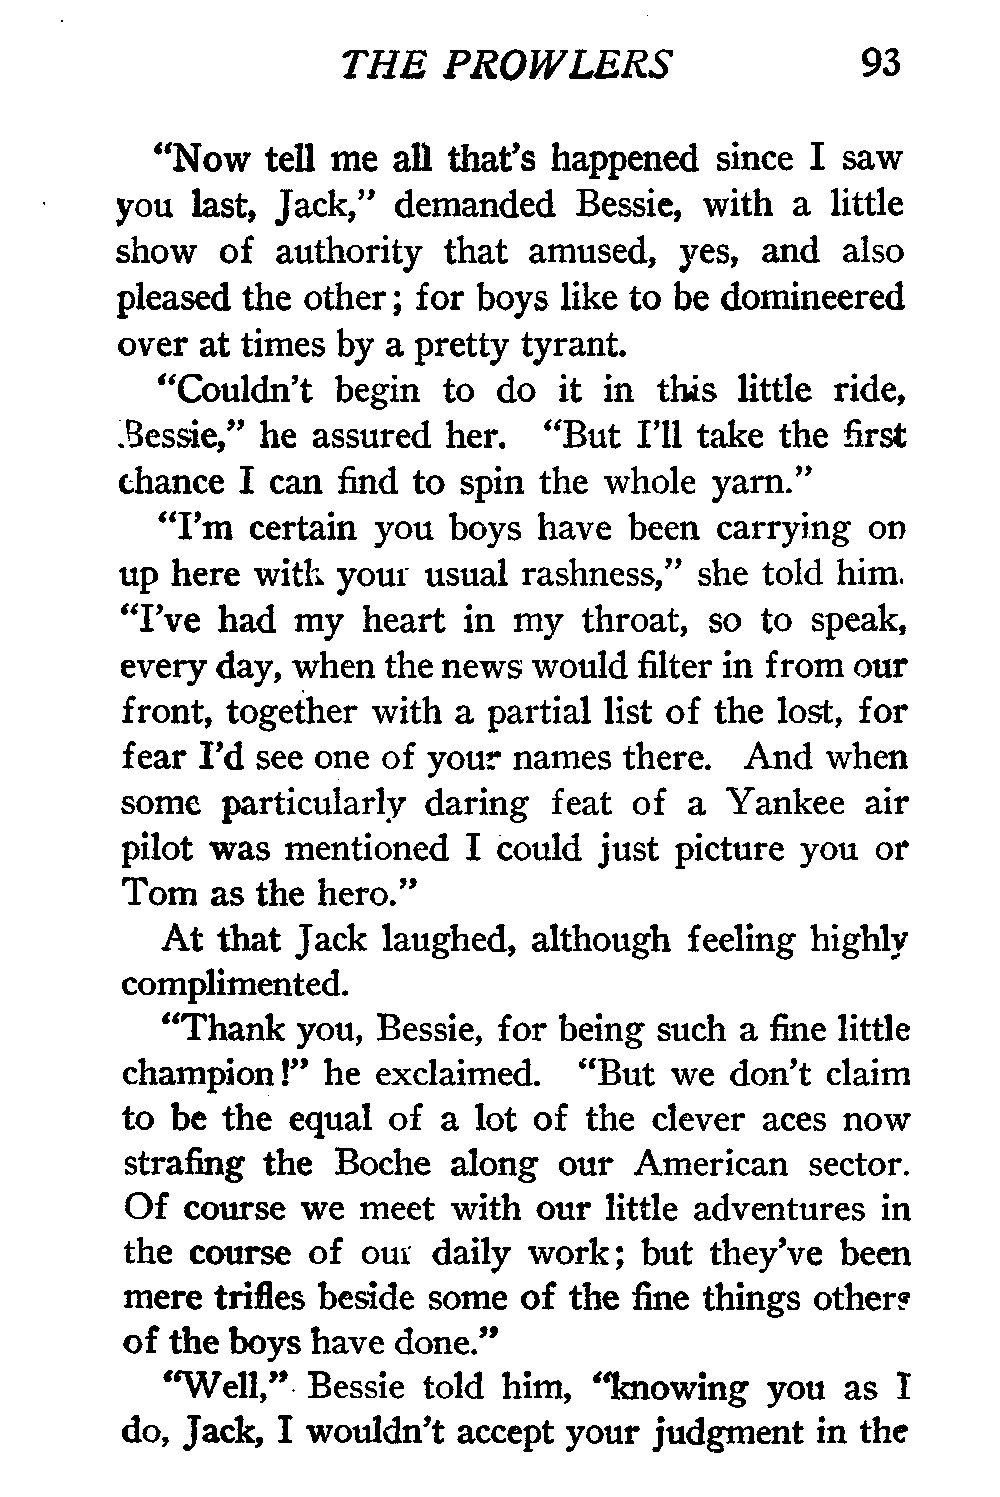 THE PROWLERS 93
“Now tell me all that’s happened since I saw
you last, Jack,” demanded Bessie, with a little
show of authority that amused, yes, and also
pleased the other; for boys like to be domineered
over at times by a pretty tyrant.
“Couldn’t begin to do it in this little ride,
Bessie,” he assured her. “But I’ll take the first
chance I can find to spin the whole yarn.”
“I’m certain you boys have been carrying on
up here with your usual rashness,” she told him.
“I’ve had my heart in my throat, so to speak,
every day, when the news would filter in from our
front, together with a partial list of the lost, for
fear I’d see one of your names there. And when
some particularly daring feat of a Yankee air
pilot was mentioned I could just picture you or
Tom as the hero.”
At that Jack laughed, although feeling highly
complimented.
“Thank you, Bessie, for being such a fine little
champion!” he exclaimed. “But we don’t claim
to be the equal of a lot of the clever aces now
strafing the Boche along our American sector.
Of course we meet with our little adventures in
the course of our daily work; but they’ve been
mere trifles beside some of the fine things others
of the boys have done.”
“Well,” Bessie told him, “knowing you as I
do, Jack, I wouldn’t accept your judgment in the